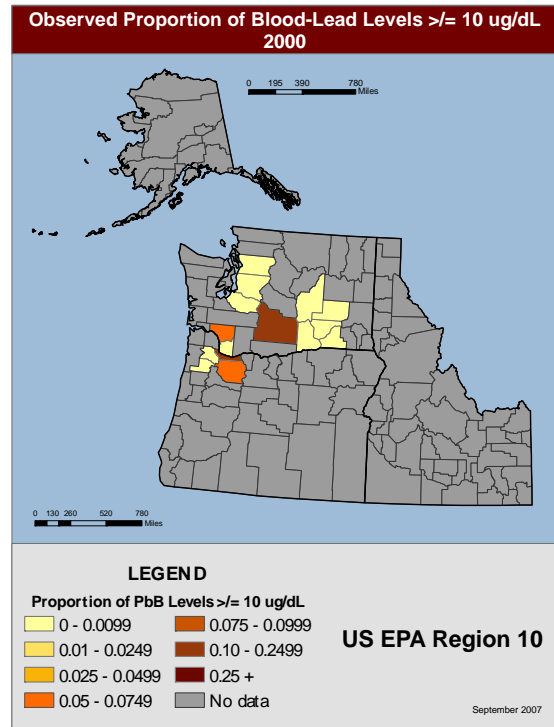 Observed Proportion of Blood-Lead Levels >/= 10 ug/dL
2000
0 195 390 780
Miles
0 130 260 520 780
Miles
LEGEND
Proportion of PbB Levels >/= 10 ug/dL
0 - 0.0099
0.01 - 0.0249
0.025 - 0.0499
0.05 - 0.0749
0.075 - 0.0999
0.10 - 0.2499
0.25 +
No data
US EPA Region 10
September 2007